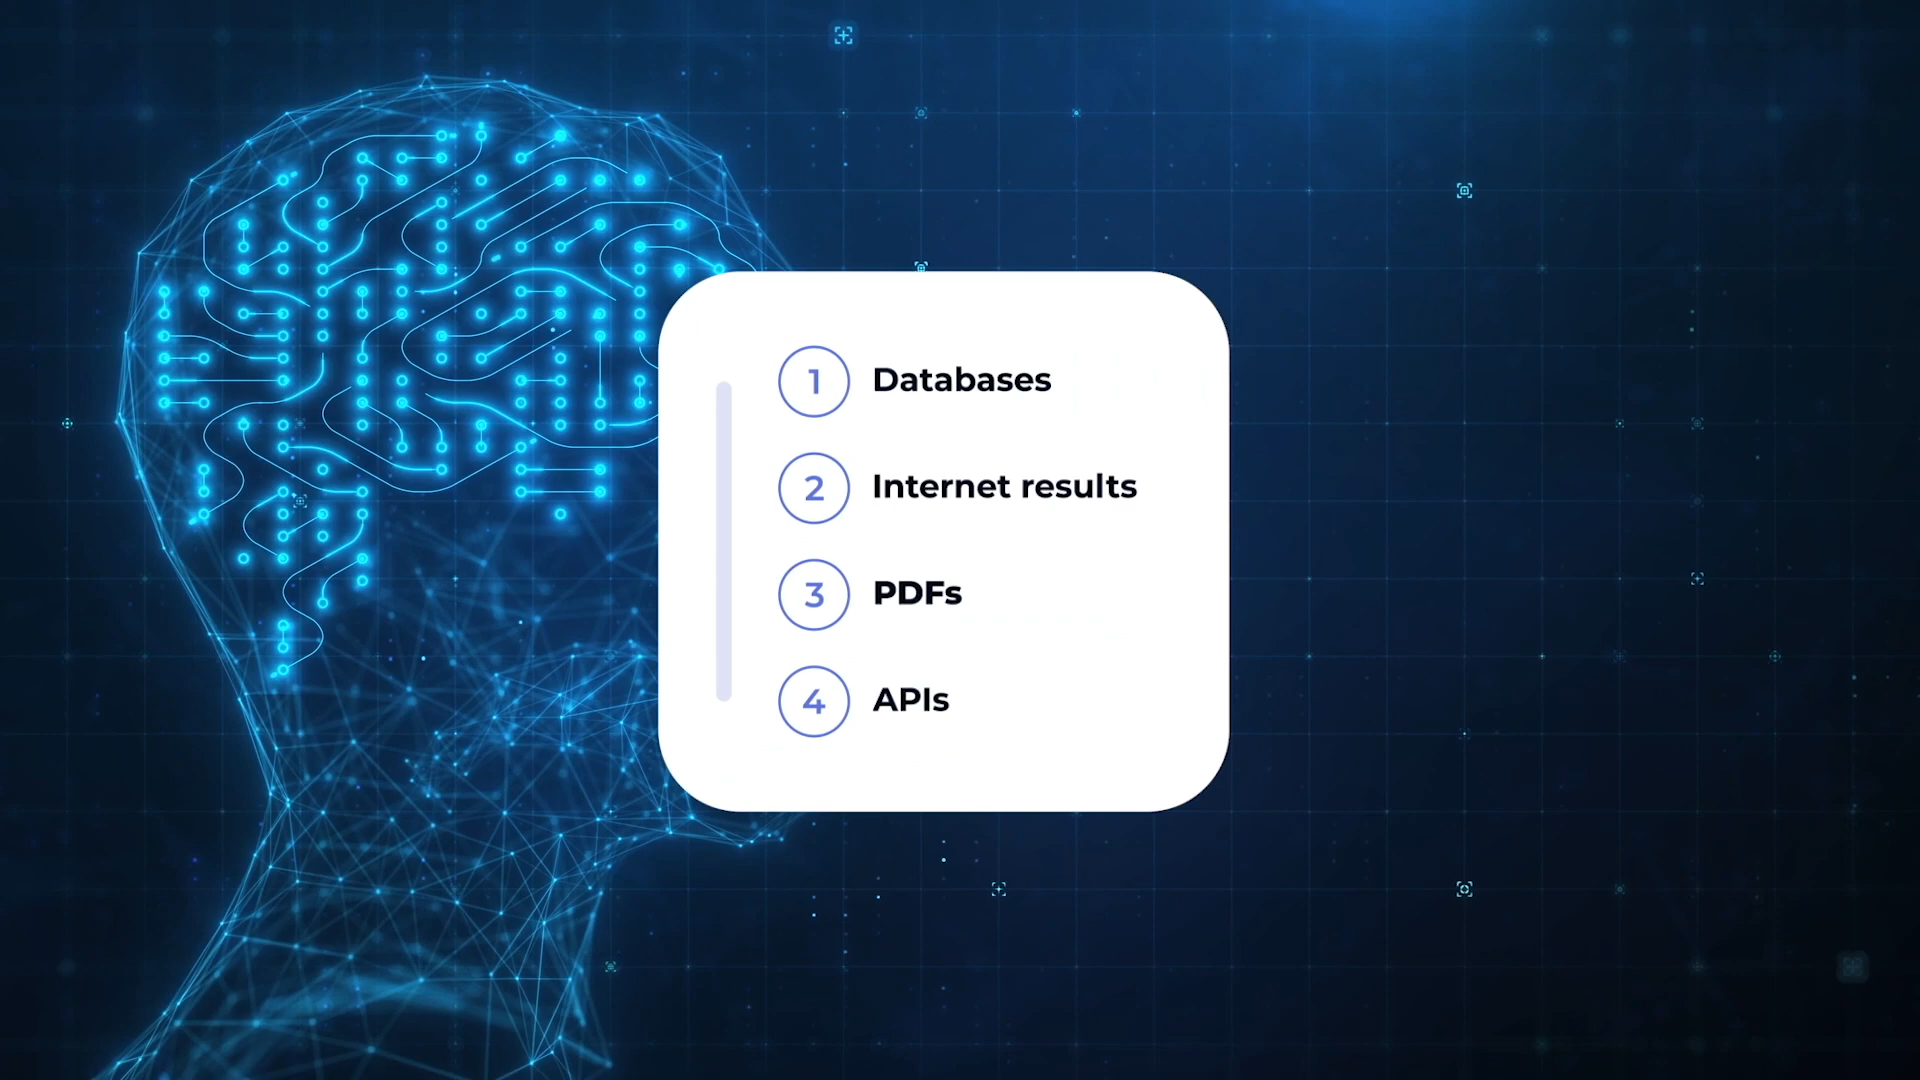 1 Databases
2 Internet results
3 PDFs
4 APIs